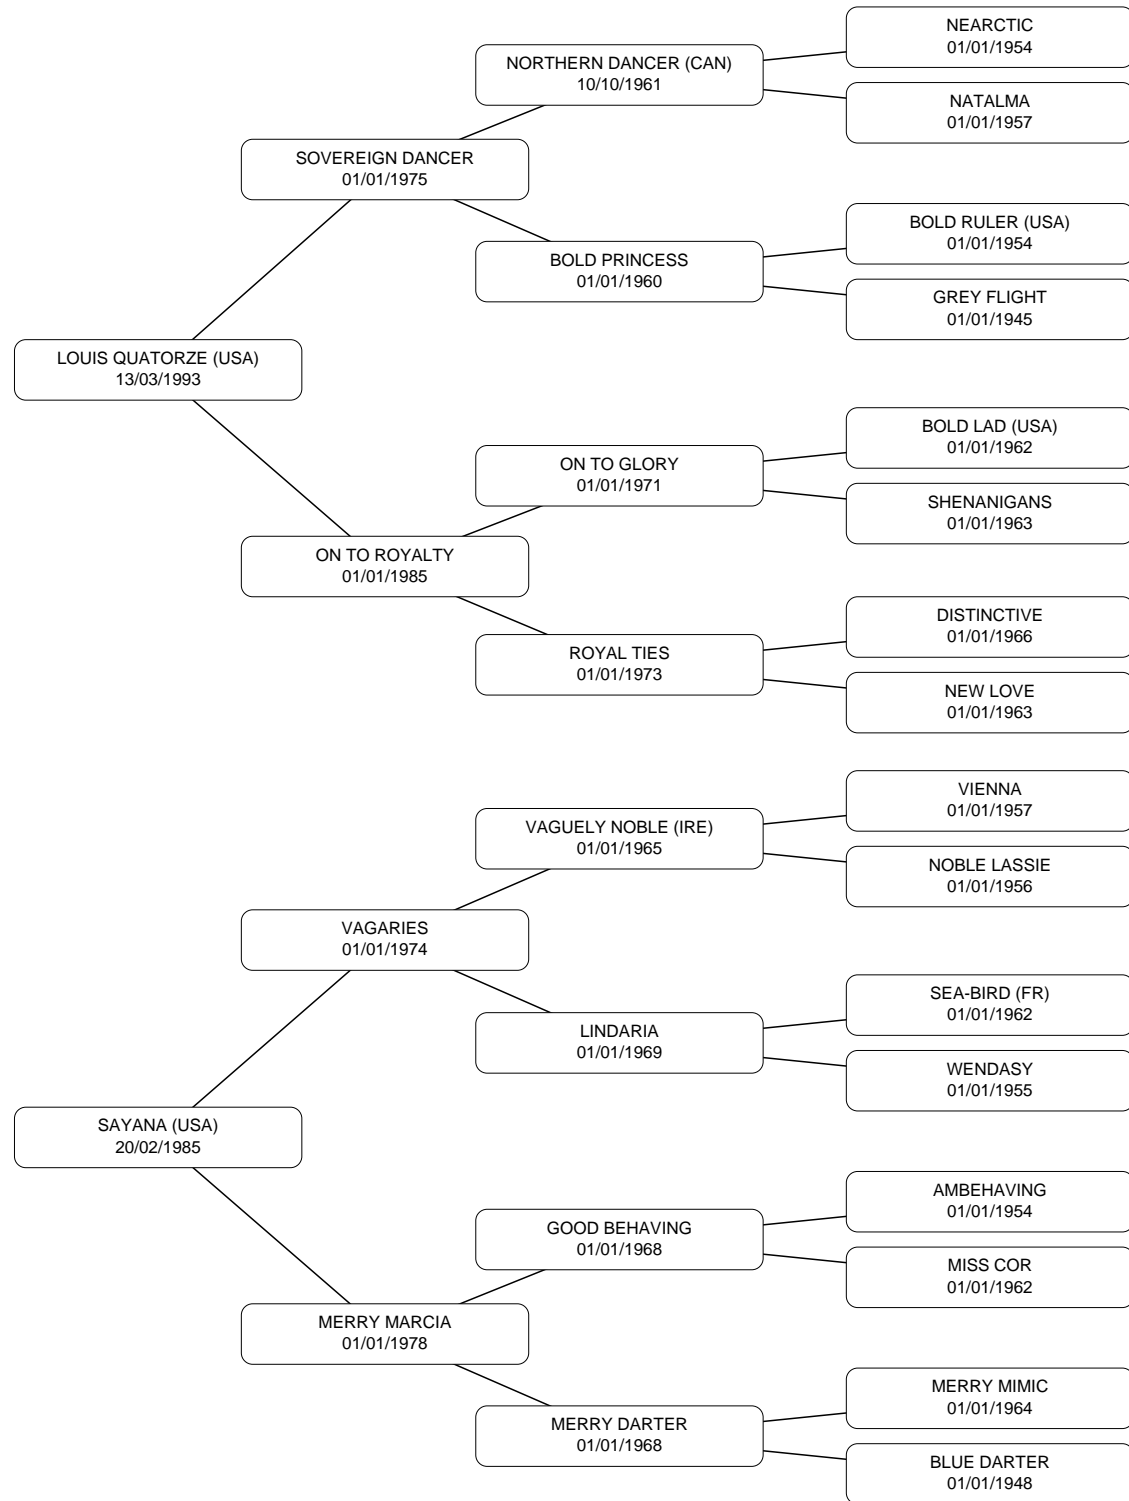 NEARCTIC
01/01/1954
NORTHERN DANCER (CAN)
10/10/1961
NATALMA
01/01/1957
SOVEREIGN DANCER
01/01/1975
BOLD RULER (USA)
01/01/1954
BOLD PRINCESS
01/01/1960
GREY FLIGHT
01/01/1945
LOUIS QUATORZE (USA)
13/03/1993
BOLD LAD (USA)
01/01/1962
ON TO GLORY
01/01/1971
SHENANIGANS
01/01/1963
ON TO ROYALTY
01/01/1985
DISTINCTIVE
01/01/1966
ROYAL TIES
01/01/1973
NEW LOVE
01/01/1963
VIENNA
01/01/1957
VAGUELY NOBLE (IRE)
01/01/1965
NOBLE LASSIE
01/01/1956
VAGARIES
01/01/1974
SEA-BIRD (FR)
01/01/1962
LINDARIA
01/01/1969
WENDASY
01/01/1955
SAYANA (USA)
20/02/1985
AMBEHAVING
01/01/1954
GOOD BEHAVING
01/01/1968
MISS COR
01/01/1962
MERRY MARCIA
01/01/1978
MERRY MIMIC
01/01/1964
MERRY DARTER
01/01/1968
BLUE DARTER
01/01/1948